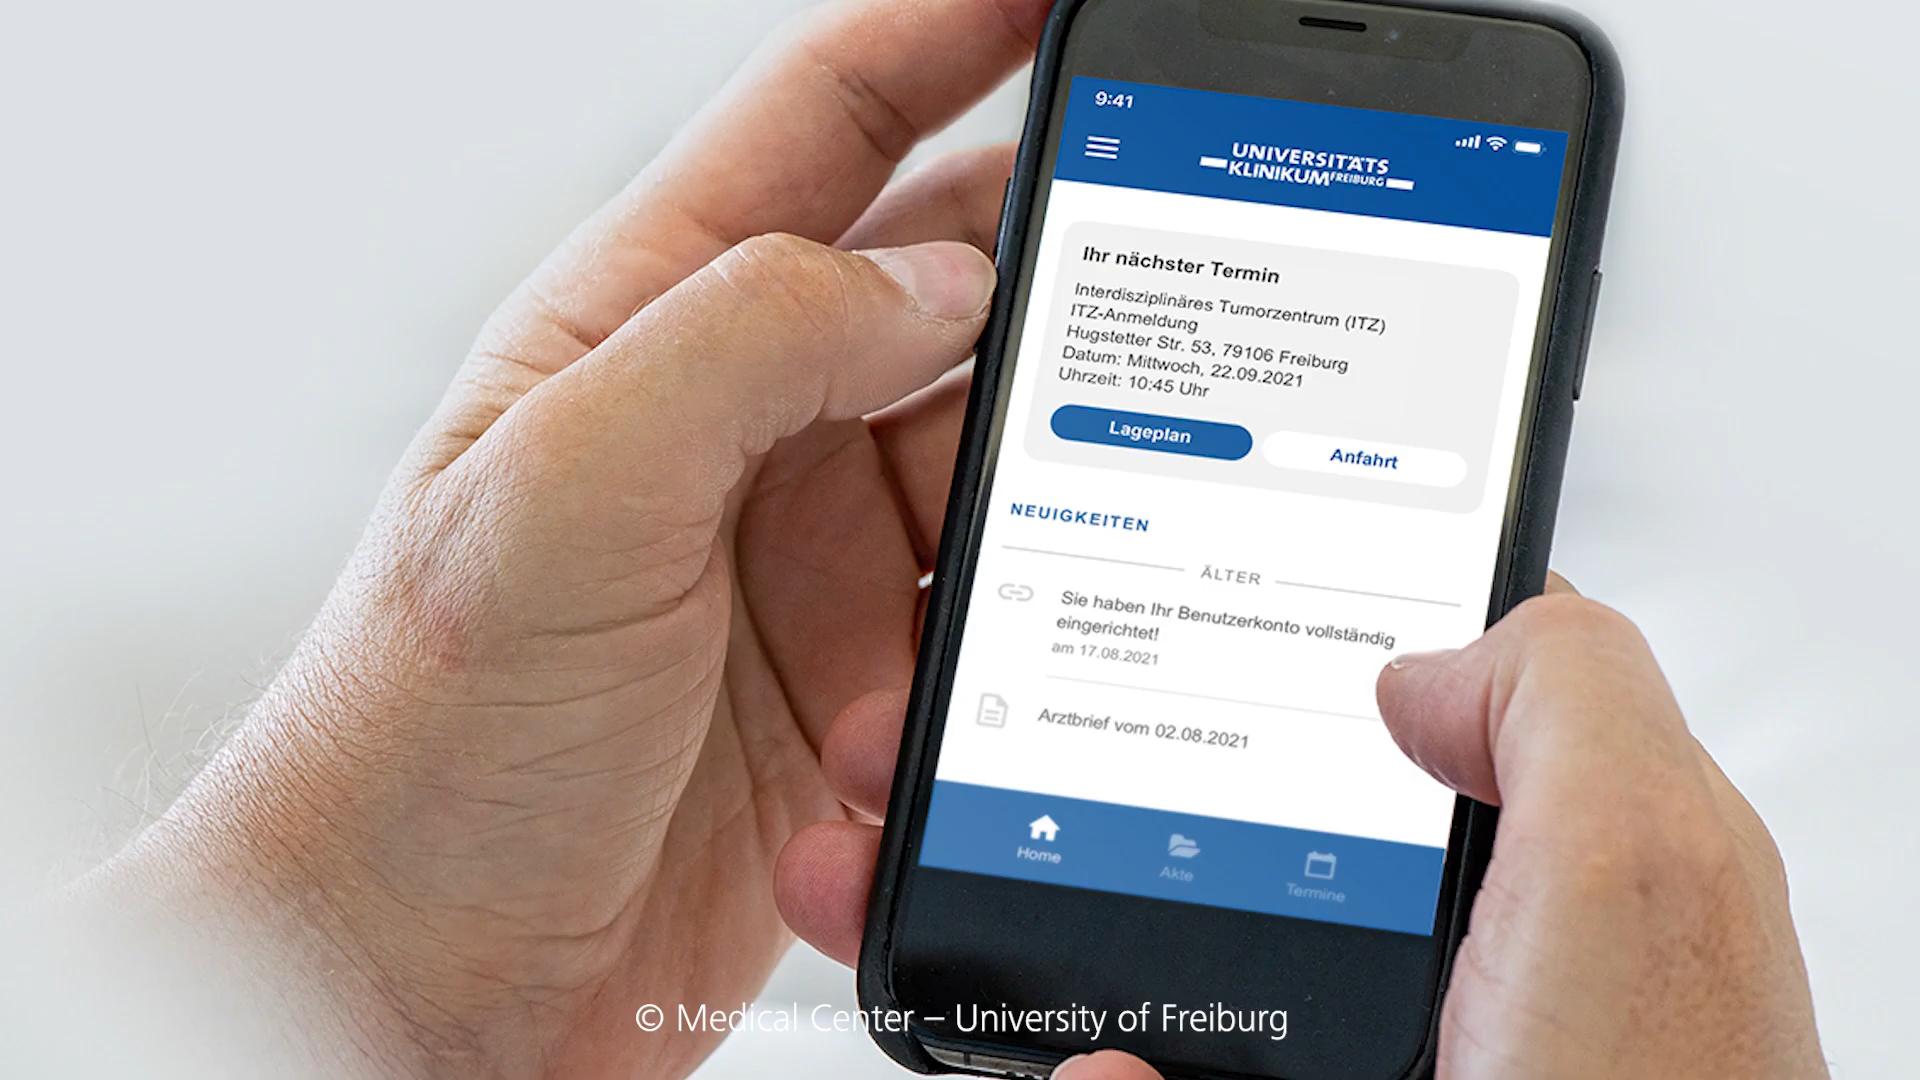 9:41
UNIVERSITÄTS
KLINIKUM FREIBURG
Ihr nächster Termin
Interdisziplinäres Tumorzentrum (ITZ)
ITZ-Anmeldung
Hugstetter Str. 53, 79106 Freiburg
Datum: Mittwoch, 22.09.2021
Uhrzeit: 10:45 Uhr
Lageplan
Anfahrt
NEUIGKEITEN
ÄLTER
Sie haben Ihr Benutzerkonto vollständig
eingerichtet!
am 17.08.2021
Arztbrief vom 02.08.2021
Home
Akte
Termine
© Medical Center – University of Freiburg